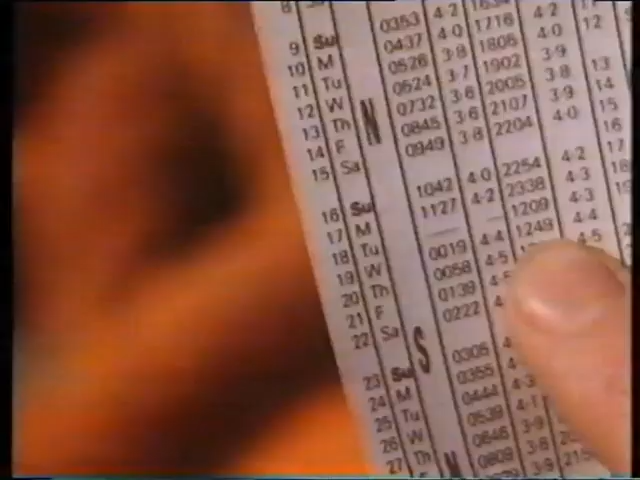 8
9 Su 0353 4·2
10 M 0437 4·0 1716 4·2
11 Tu 0526 3·8 1805 4·0 12
12 W 0624 3·7 1902 3·9
13 Th N 0732 3·6 2005 3·8 13
14 F 0845 3·6 2107 3·9 14
15 Sa 0949 3·8 2204 4·0 15
16
16 Su 1042 4·0 2254 4·2 17
17 M 1127 4·2 2338 4·3 18
18 Tu — — 1209 4·3
19 W 0019 4·4 1249 4·4
20 Th 0058 4·5 4·5
21 F 0139
22 Sa S 0222
23 Su 0305
24 M 0355
25 Tu 0444 4·3
26 W 0539 4·1
27 Th N 0646 3·9
0809 3·8
3·9